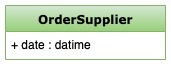 OrderSupplier
+ date : datime